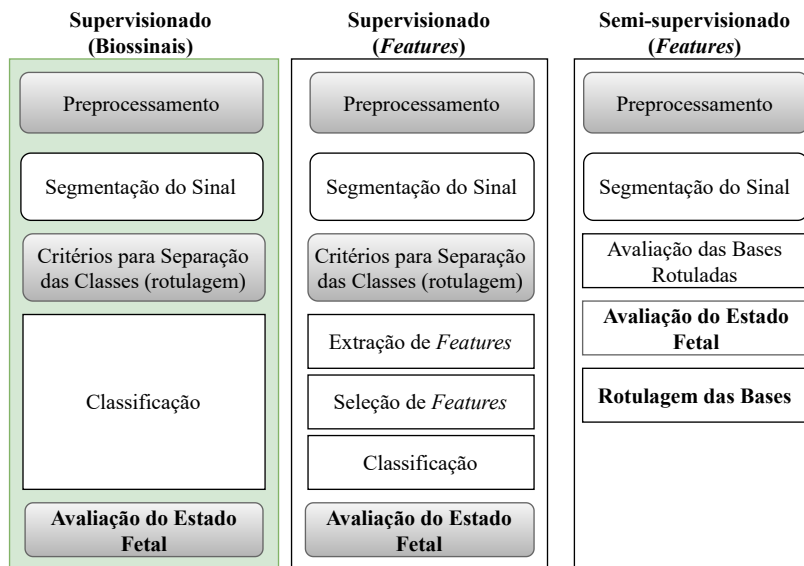 Supervisionado
(Biossinais)
Preprocessamento
Segmentação do Sinal
Critérios para Separação
das Classes (rotulagem)
Classificação
Avaliação do Estado
Fetal
Supervisionado
(Features)
Preprocessamento
Segmentação do Sinal
Critérios para Separação
das Classes (rotulagem)
Extração de Features
Seleção de Features
Classificação
Avaliação do Estado
Fetal
Semi-supervisionado
(Features)
Preprocessamento
Segmentação do Sinal
Avaliação das Bases
Rotuladas
Avaliação do Estado
Fetal
Rotulagem das Bases